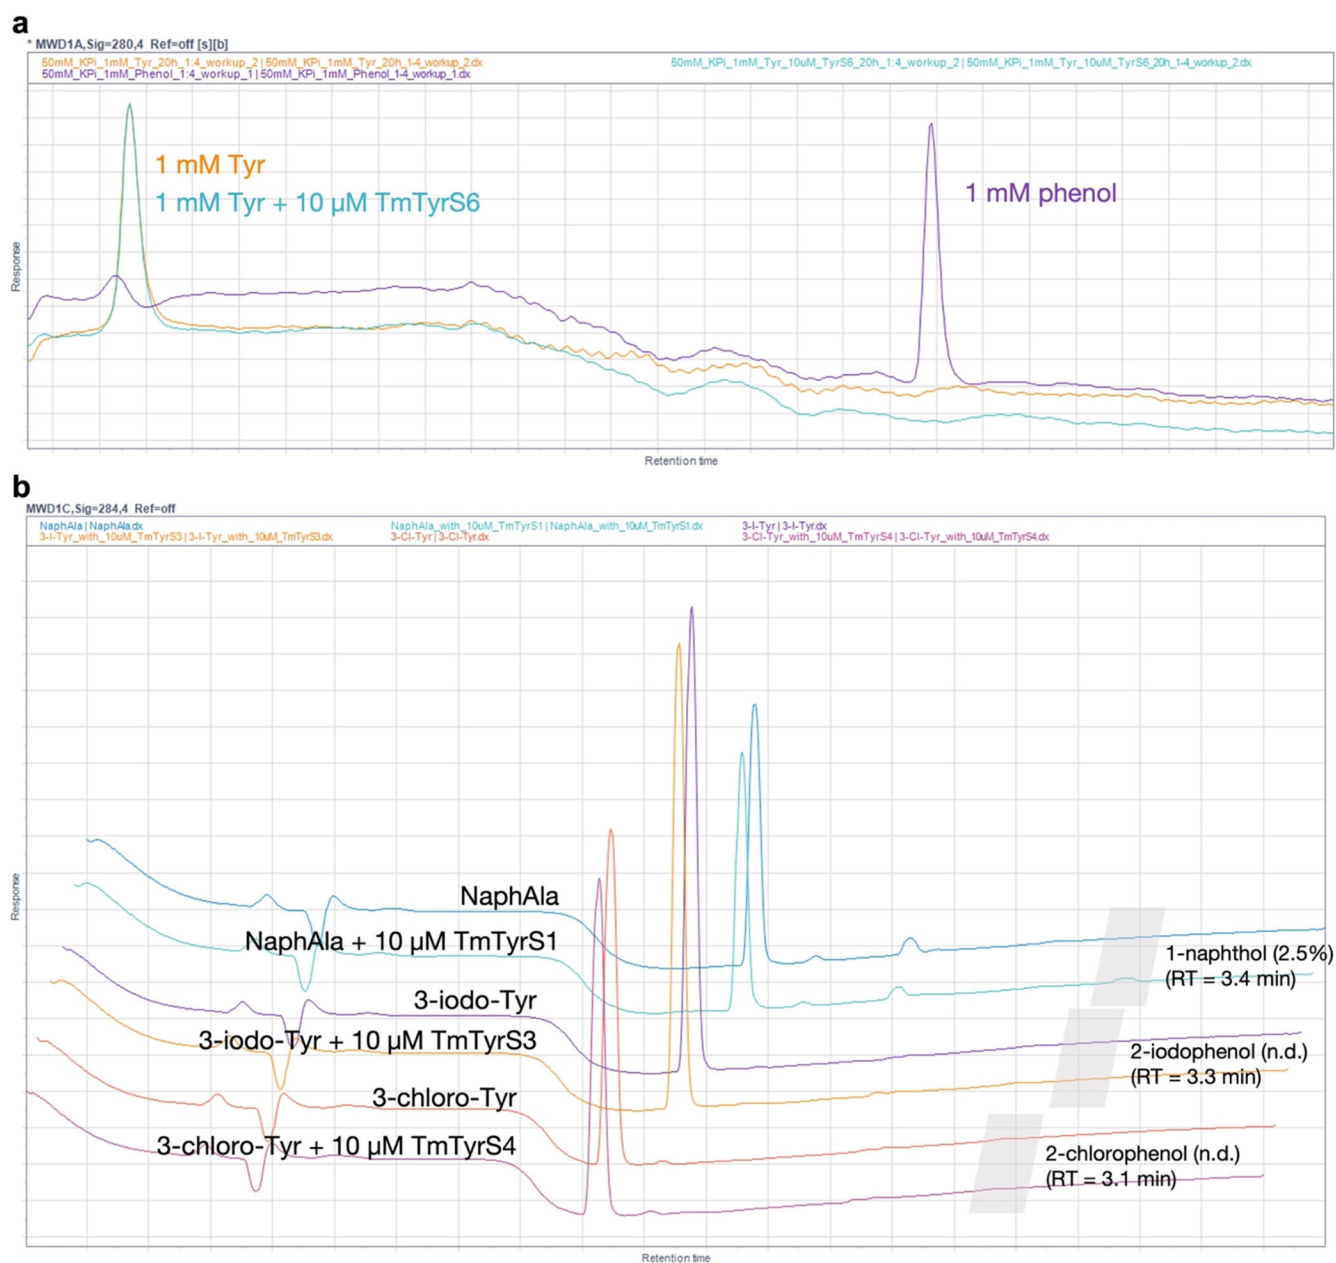 a
* MWD1A,Sig=280,4 Ref=off [s][b]
50mM_KPi_1mM_Tyr_20h_1:4_workup_2 | 50mM_KPi_1mM_Tyr_20h_1-4_workup_2.dx
50mM_KPi_1mM_Tyr_10uM_TyrS6_20h_1:4_workup_2 | 50mM_KPi_1mM_Tyr_10uM_TyrS6_20h_1-4_workup_2.dx
50mM_KPi_1mM_Phenol_1:4_workup_1 | 50mM_KPi_1mM_Phenol_1-4_workup_1.dx
1 mM Tyr
1 mM Tyr + 10 µM TmTyrS6
1 mM phenol
Response
Retention time
b
MWD1C,Sig=284,4 Ref=off
NaphAla | NaphAla.dx
NaphAla_with_10uM_TmTyrS1 | NaphAla_with_10uM_TmTyrS1.dx
3-I-Tyr | 3-I-Tyr.dx
3-I-Tyr_with_10uM_TmTyrS3 | 3-I-Tyr_with_10uM_TmTyrS3.dx
3-Cl-Tyr | 3-Cl-Tyr.dx
3-Cl-Tyr_with_10uM_TmTyrS4 | 3-Cl-Tyr_with_10uM_TmTyrS4.dx
Response
NaphAla
NaphAla + 10 µM TmTyrS1
1-naphthol (2.5%)
(RT = 3.4 min)
3-iodo-Tyr
3-iodo-Tyr + 10 µM TmTyrS3
2-iodophenol (n.d.)
(RT = 3.3 min)
3-chloro-Tyr
3-chloro-Tyr + 10 µM TmTyrS4
2-chlorophenol (n.d.)
(RT = 3.1 min)
Retention time